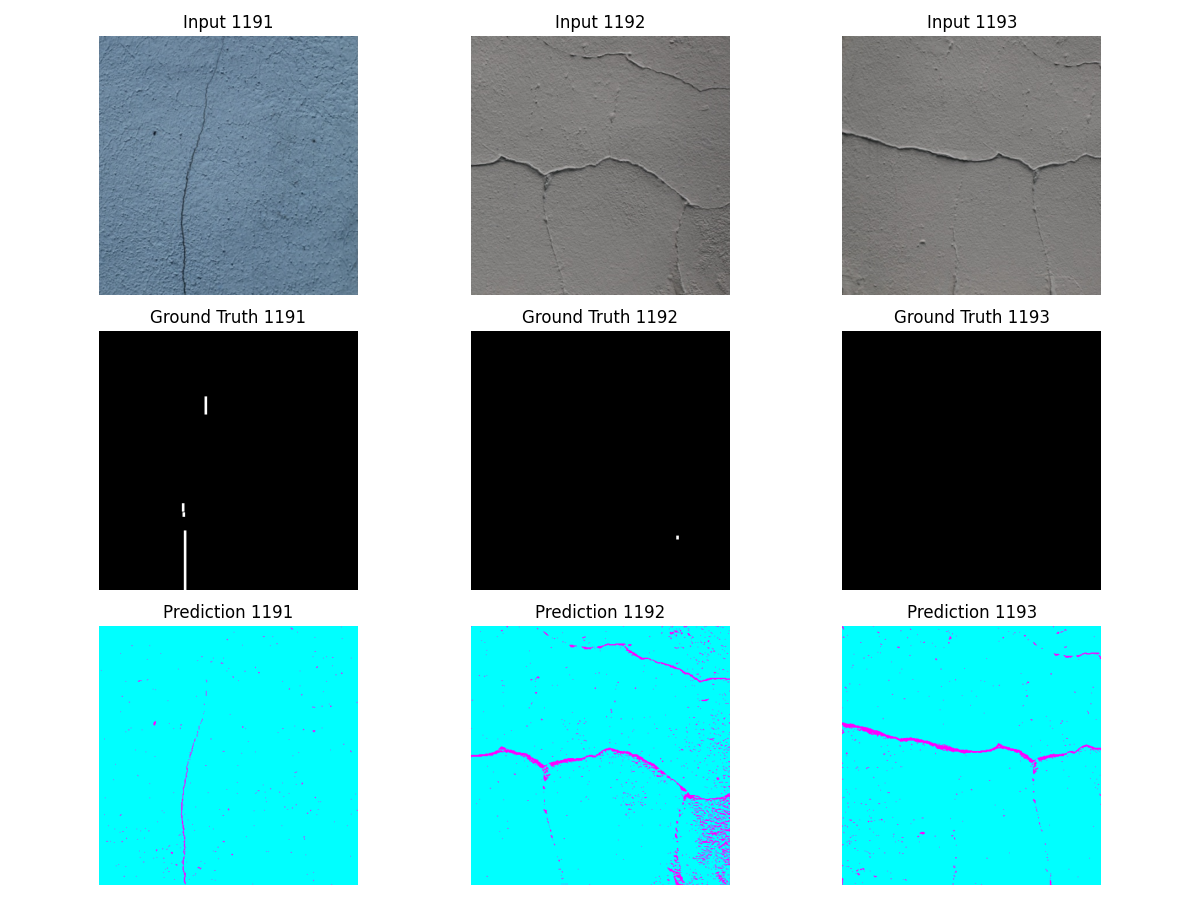 Input 1191
Input 1192
Input 1193
Ground Truth 1191
Ground Truth 1192
Ground Truth 1193
Prediction 1191
Prediction 1192
Prediction 1193